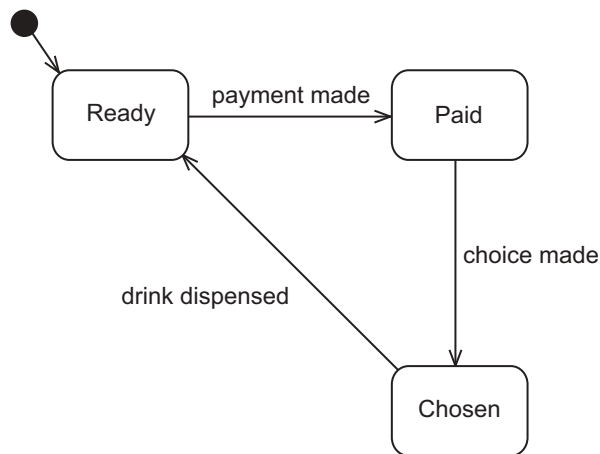 Ready
payment made
Paid
choice made
drink dispensed
Chosen